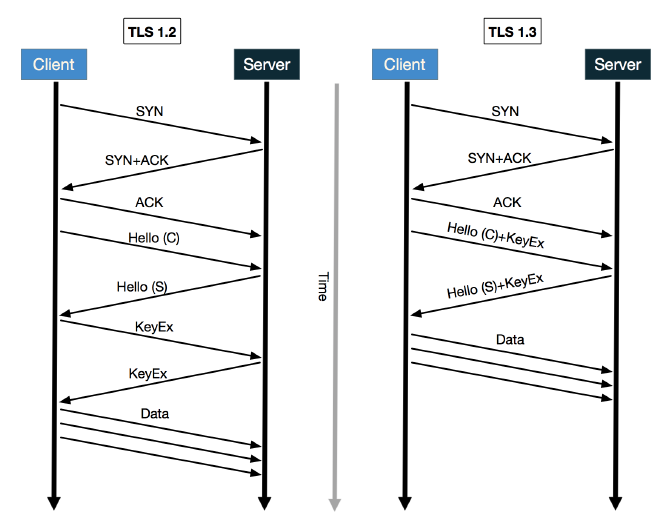 TLS 1.2
Client
Server
SYN
SYN+ACK
ACK
Hello (C)
Hello (S)
KeyEx
KeyEx
Data
Time
TLS 1.3
Client
Server
SYN
SYN+ACK
ACK
Hello (C)+KeyEx
Hello (S)+KeyEx
Data